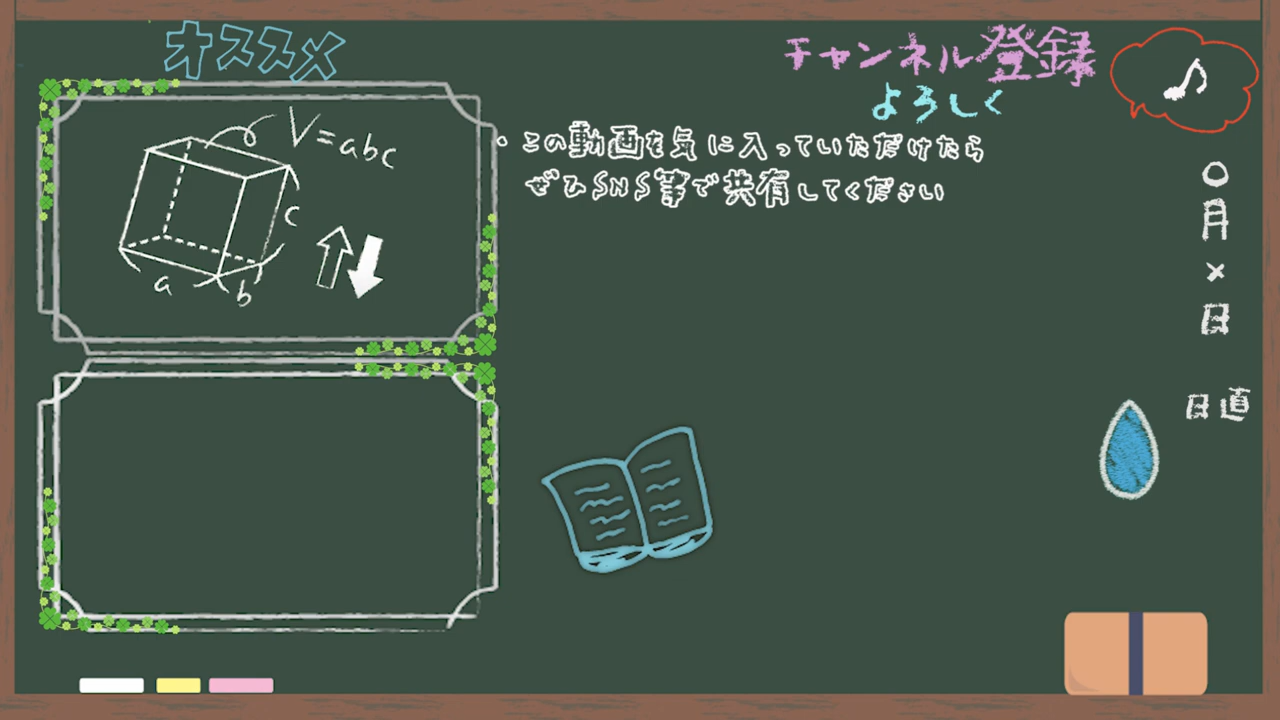 オススメ
チャンネル登録
よろしく
V=abc
c
a
b
・この動画を気に入っていただけたら
ぜひSNS等で共有してください
♪
○月×日
日直